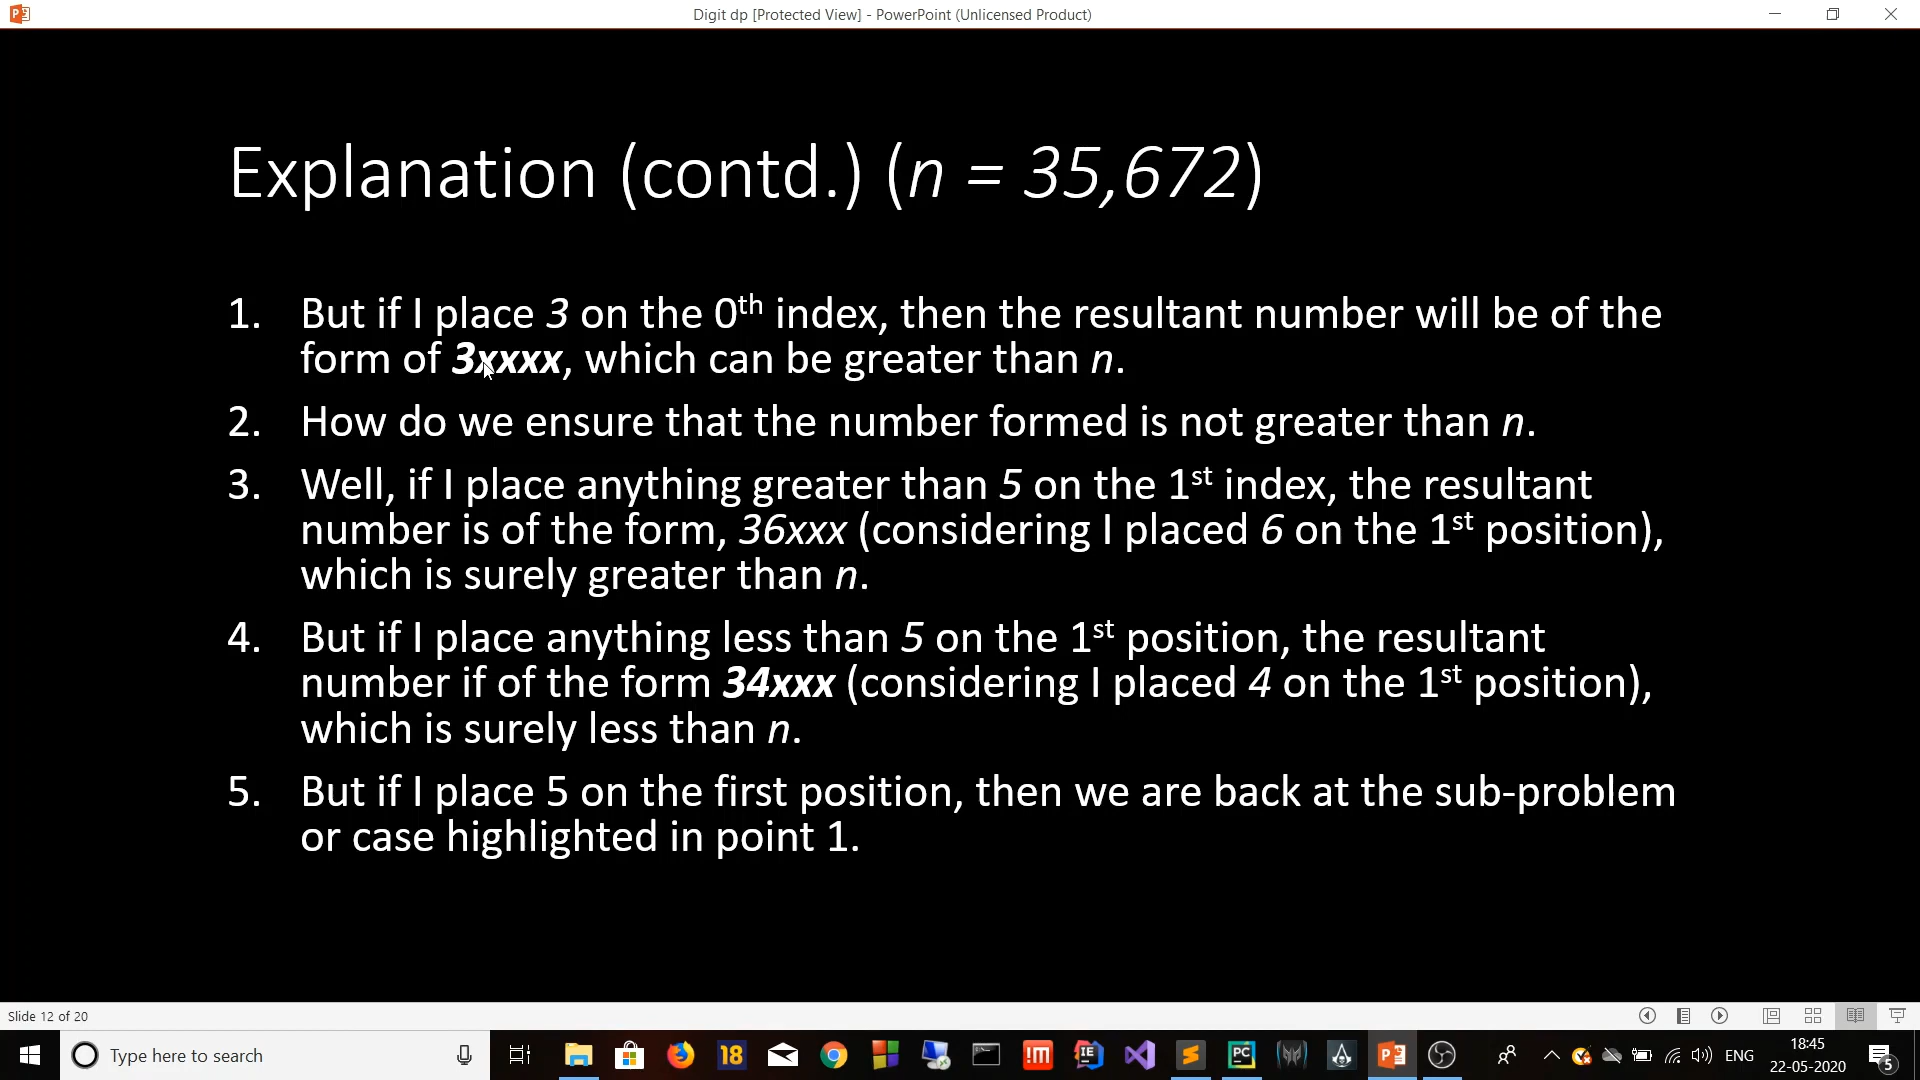 Digit dp [Protected View] - PowerPoint (Unlicensed Product)
Explanation (contd.) (n = 35,672)
1. But if I place 3 on the 0th index, then the resultant number will be of the
form of 3xxxx, which can be greater than n.
2. How do we ensure that the number formed is not greater than n.
3. Well, if I place anything greater than 5 on the 1st index, the resultant
number is of the form, 36xxx (considering I placed 6 on the 1st position),
which is surely greater than n.
4. But if I place anything less than 5 on the 1st position, the resultant
number if of the form 34xxx (considering I placed 4 on the 1st position),
which is surely less than n.
5. But if I place 5 on the first position, then we are back at the sub-problem
or case highlighted in point 1.
Slide 12 of 20
Type here to search
18
!m
IE
PC
P
ENG
18:45
22-05-2020
5